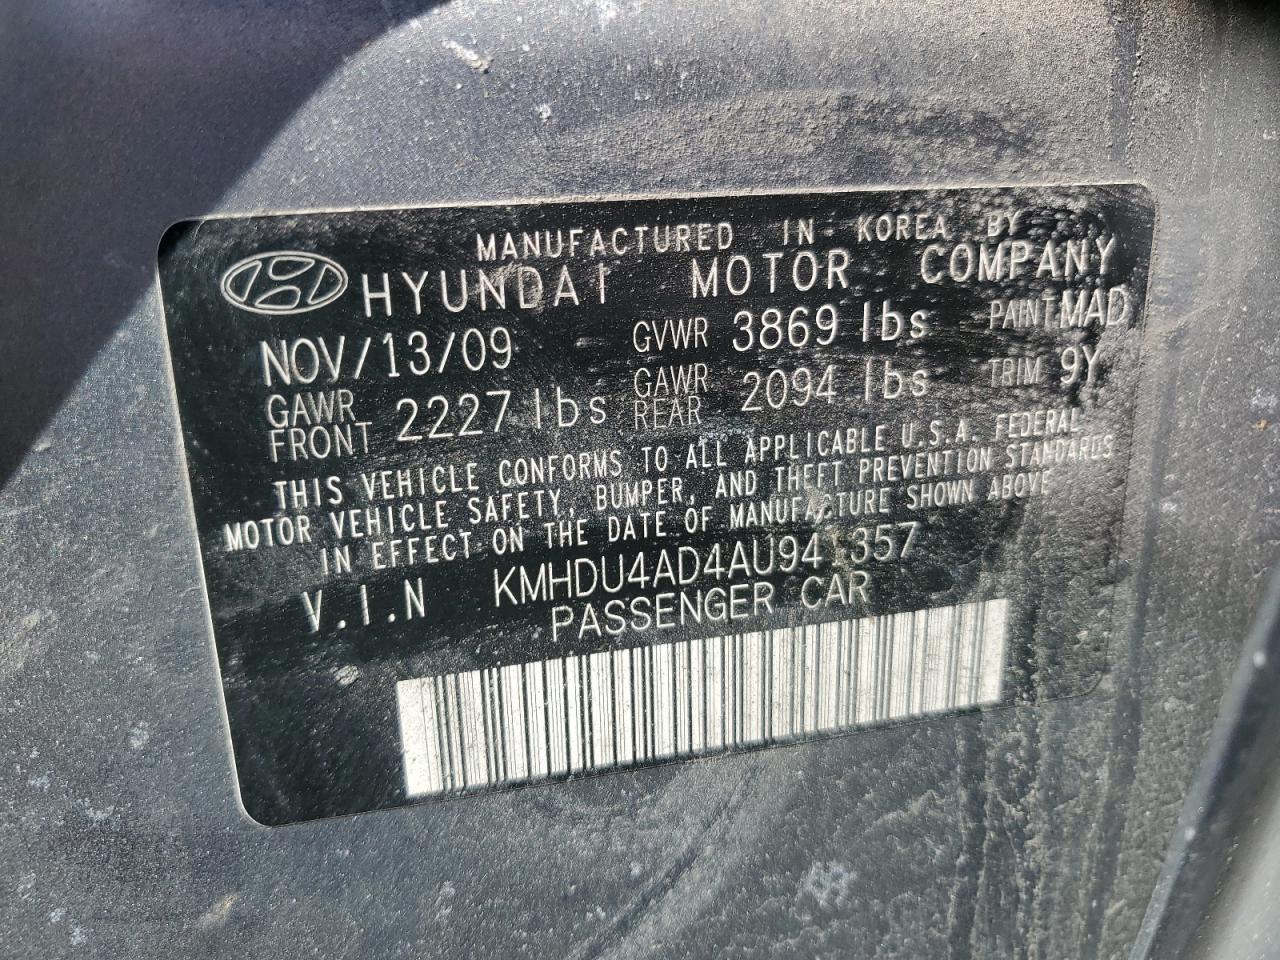 MANUFACTURED IN KOREA BY
HYUNDAI MOTOR COMPANY
NOV/13/09 GVWR 3869 lbs PAINT MAD
GAWR FRONT 2227 lbs GAWR REAR 2094 lbs TRIM 9Y
THIS VEHICLE CONFORMS TO ALL APPLICABLE U.S.A. FEDERAL
MOTOR VEHICLE SAFETY, BUMPER, AND THEFT PREVENTION STANDARDS
IN EFFECT ON THE DATE OF MANUFACTURE SHOWN ABOVE
V.I.N KMHDU4AD4AU941357
PASSENGER CAR